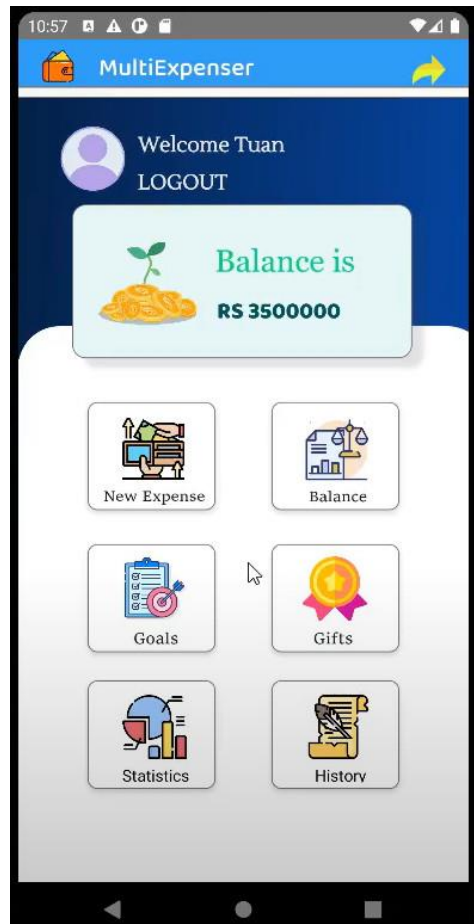 10:57
MultiExpenser
Welcome Tuan
LOGOUT
Balance is
RS 3500000
New Expense
Balance
Goals
Gifts
Statistics
History